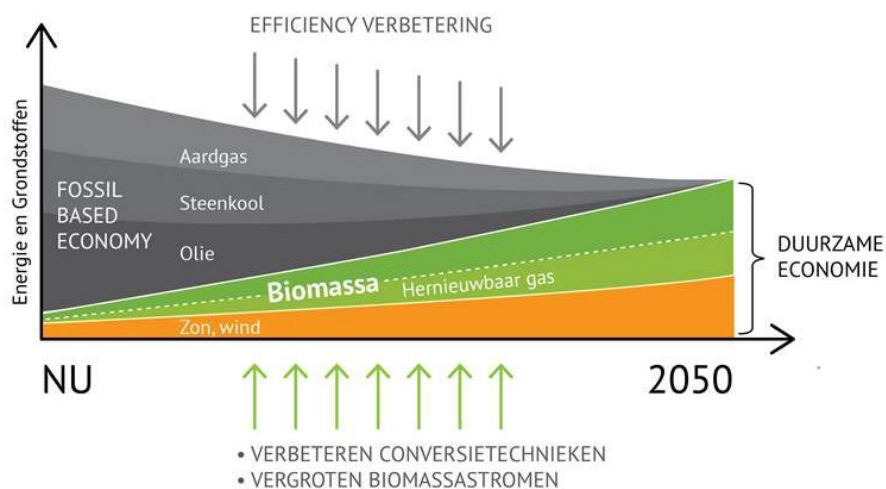 EFFICIENCY VERBETERING
Energie en Grondstoffen
Aardgas
FOSSIL
BASED
ECONOMY
Steenkool
Olie
Biomassa
Hernieuwbaar gas
Zon, wind
DUURZAME
ECONOMIE
NU
2050
• VERBETEREN CONVERSIETECHNIEKEN
• VERGROTEN BIOMASSASTROMEN